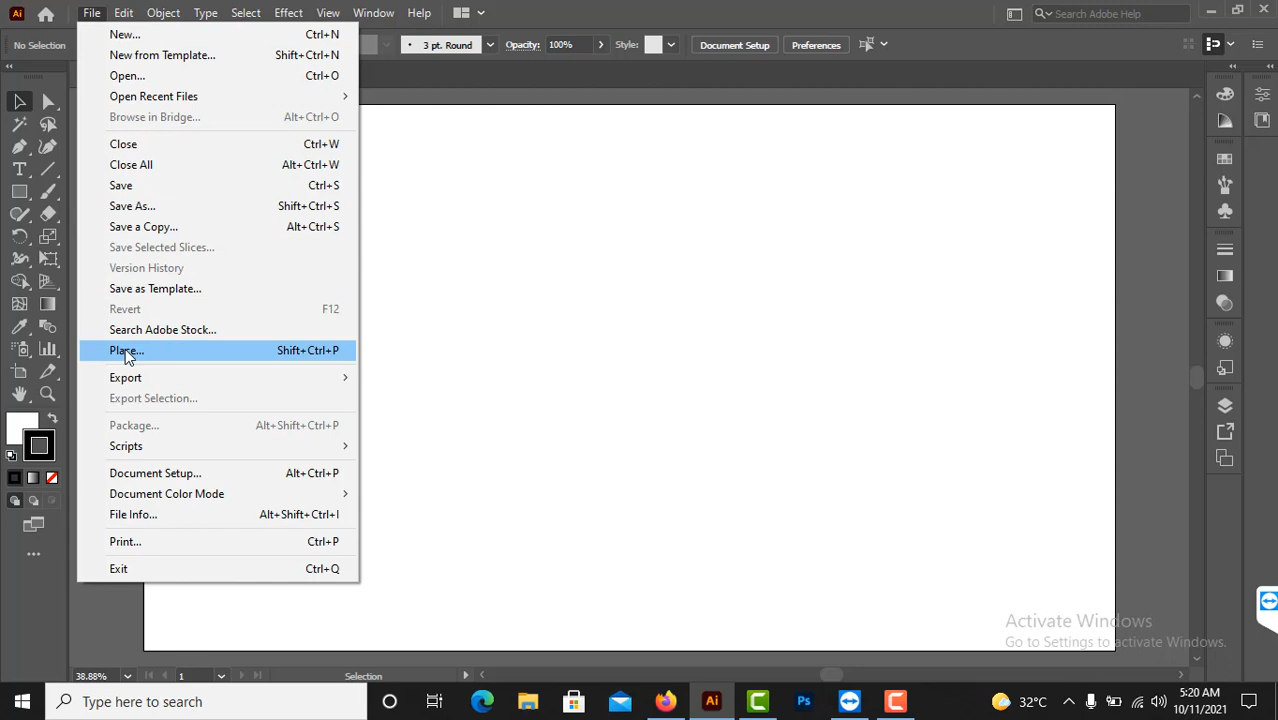 Ai File Edit Object Type Select Effect View Window Help Search Adobe Help
No Selection 3 pt. Round Opacity: 100% Style: Document Setup Preferences
New... Ctrl+N
New from Template... Shift+Ctrl+N
Open... Ctrl+O
Open Recent Files
Browse in Bridge... Alt+Ctrl+O
Close Ctrl+W
Close All Alt+Ctrl+W
Save Ctrl+S
Save As... Shift+Ctrl+S
Save a Copy... Alt+Ctrl+S
Save Selected Slices...
Version History
Save as Template...
Revert F12
Search Adobe Stock...
Place... Shift+Ctrl+P
Export
Export Selection...
Package... Alt+Shift+Ctrl+P
Scripts
Document Setup... Alt+Ctrl+P
Document Color Mode
File Info... Alt+Shift+Ctrl+I
Print... Ctrl+P
Exit Ctrl+Q
Activate Windows
Go to Settings to activate Windows.
38.88% 1 Selection
Type here to search Ai Ps 32°C 5:20 AM
10/11/2021